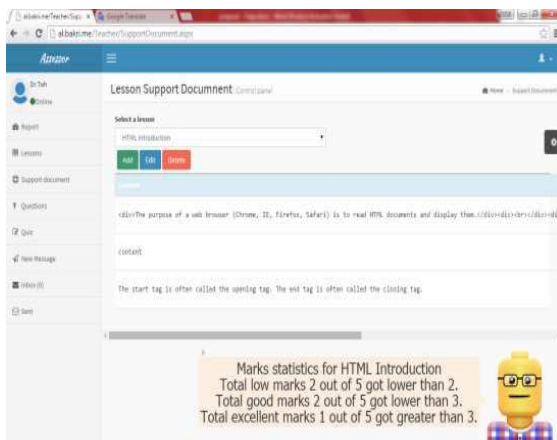 albakri.me/Teacher/Sup
Google Translate
albakri.me/Teacher/SupportDocument.aspx
Assessor
Dr.Teh
Online
Report
Lessons
Support document
Questions
Quiz
New Message
Inbox (0)
Sent
Lesson Support Documnent Control panel
Home > Support Document
Select a lesson
HTML Introduction
Add Edit Delete
Content
<div>The purpose of a web browser (Chrome, IE, Firefox, Safari) is to read HTML documents and display them.</div><div><br></div><di
content
The start tag is often called the opening tag. The end tag is often called the closing tag.
Marks statistics for HTML Introduction
Total low marks 2 out of 5 got lower than 2.
Total good marks 2 out of 5 got lower than 3.
Total excellent marks 1 out of 5 got greater than 3.